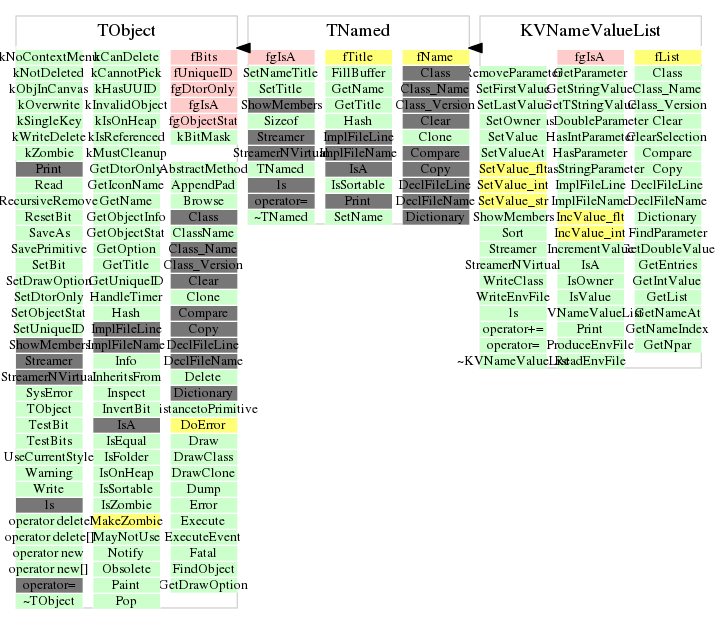 TObject
kNoContextMenu kCanDelete fBits
kNotDeleted kCannotPick fUniqueID
kObjInCanvas kHasUUID fgDtorOnly
kOverwrite kInvalidObject fgIsA
kSingleKey kIsOnHeap fgObjectStat
kWriteDelete kIsReferenced kBitMask
kZombie kMustCleanup
Print GetDtorOnly AbstractMethod
Read GetIconName AppendPad
RecursiveRemove GetName Browse
ResetBit GetObjectInfo Class
SaveAs GetObjectStat ClassName
SavePrimitive GetOption Class_Name
SetBit GetTitle Class_Version
SetDrawOption GetUniqueID Clear
SetDtorOnly HandleTimer Clone
SetObjectStat Hash Compare
SetUniqueID ImplFileLine Copy
ShowMembers ImplFileName DeclFileLine
Streamer Info DeclFileName
StreamerNVirtual InheritsFrom Delete
SysError Inspect Dictionary
TObject InvertBit istancetoPrimitive
TestBit IsA DoError
TestBits IsEqual Draw
UseCurrentStyle IsFolder DrawClass
Warning IsOnHeap DrawClone
Write IsSortable Dump
ls IsZombie Error
operator delete MakeZombie Execute
operator delete[] MayNotUse ExecuteEvent
operator new Notify Fatal
operator new[] Obsolete FindObject
operator= Paint GetDrawOption
~TObject Pop
TNamed
fgIsA fTitle fName
SetNameTitle FillBuffer Class
SetTitle GetName Class_Name
ShowMembers GetTitle Class_Version
Sizeof Hash Clear
Streamer ImplFileLine Clone
StreamerNVirtual ImplFileName Compare
TNamed IsA Copy
ls IsSortable DeclFileLine
operator= Print DeclFileName
~TNamed SetName Dictionary
KVNameValueList
fgIsA fList
RemoveParameter GetParameter Class
SetFirstValue GetStringValue Class_Name
SetLastValue GetTStringValue Class_Version
SetOwner asDoubleParameter Clear
SetValue HasIntParameter ClearSelection
SetValueAt HasParameter Compare
SetValue_flt asStringParameter Copy
SetValue_int ImplFileLine DeclFileLine
SetValue_str ImplFileName DeclFileName
ShowMembers IncValue_flt Dictionary
Sort IncValue_int FindParameter
Streamer IncrementValue GetDoubleValue
StreamerNVirtual IsA GetEntries
WriteClass IsOwner GetIntValue
WriteEnvFile IsValue GetList
ls VNameValueList GetNameAt
operator+= Print GetNameIndex
operator= ProduceEnvFile GetNpar
~KVNameValueList ReadEnvFile